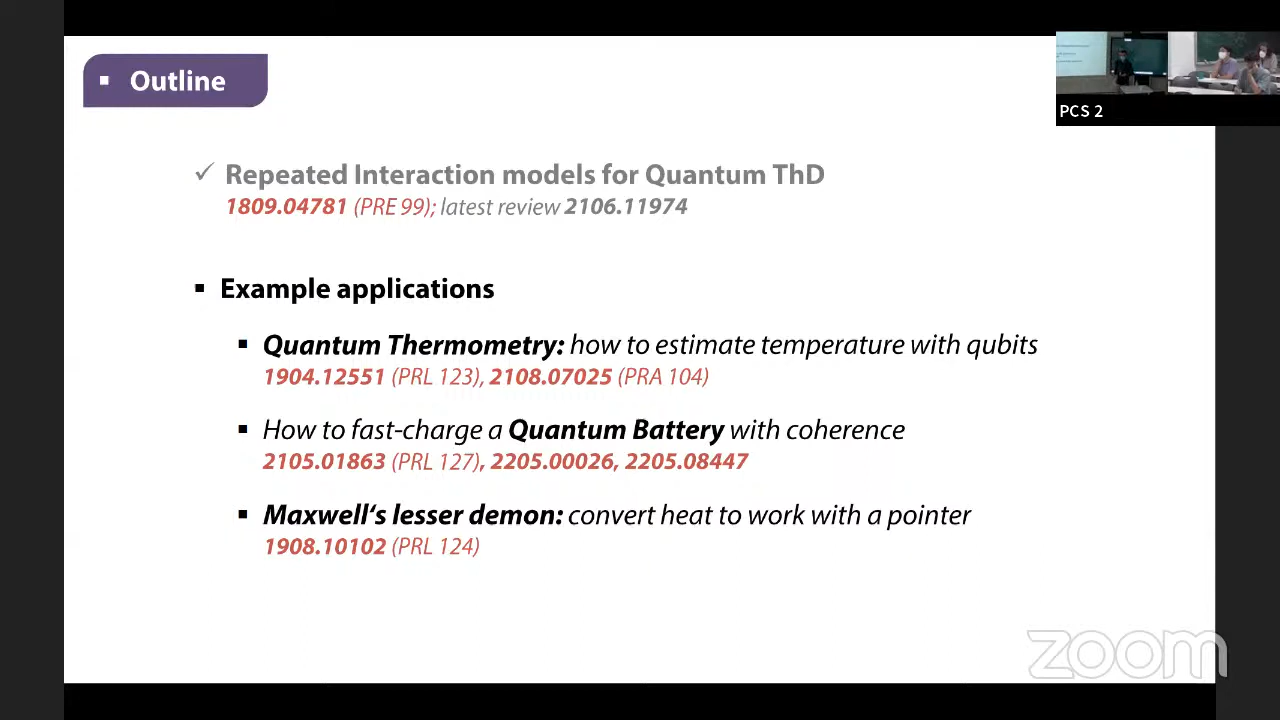 Outline
PCS 2
✓ Repeated Interaction models for Quantum ThD
1809.04781 (PRE 99); latest review 2106.11974
▪ Example applications
▪ Quantum Thermometry: how to estimate temperature with qubits
1904.12551 (PRL 123), 2108.07025 (PRA 104)
▪ How to fast-charge a Quantum Battery with coherence
2105.01863 (PRL 127), 2205.00026, 2205.08447
▪ Maxwell‘s lesser demon: convert heat to work with a pointer
1908.10102 (PRL 124)
zoom